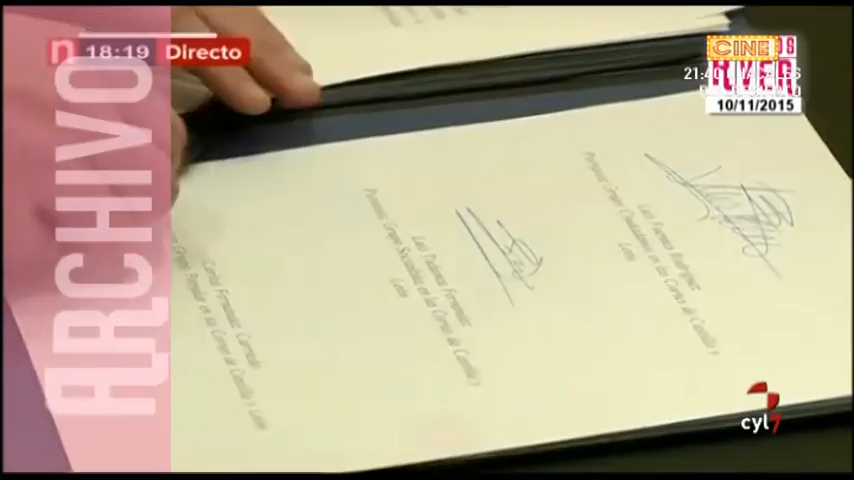 n 18:19 Directo
ARCHIVO
CINE
10/11/2015
Portavoz Grupo Ciudadanos en las Cortes de Castilla y
León
Luis Fuentes Rodríguez
Portavoz Grupo Socialista en las Cortes de Castilla y
León
Luis Tudanca Fernández
Grupo Popular en las Cortes de Castilla y León
Carlos Fernández Carriedo
cyl7